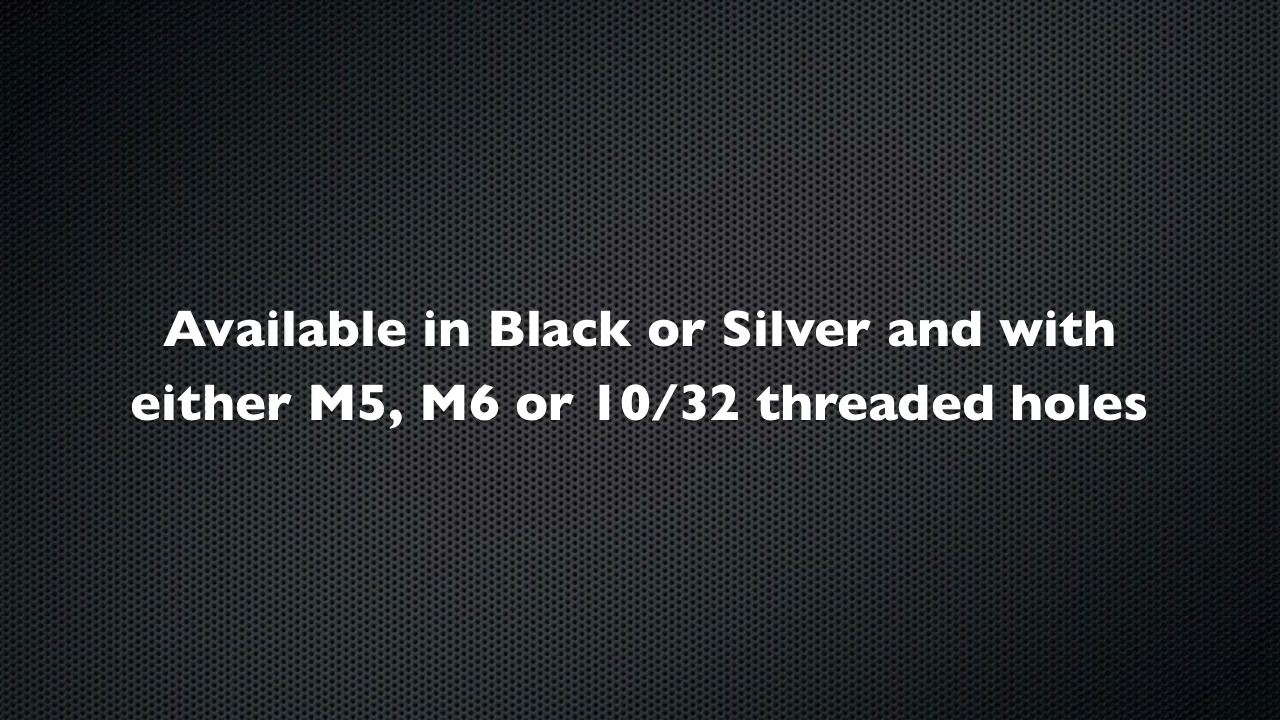 Available in Black or Silver and with
either M5, M6 or 10/32 threaded holes